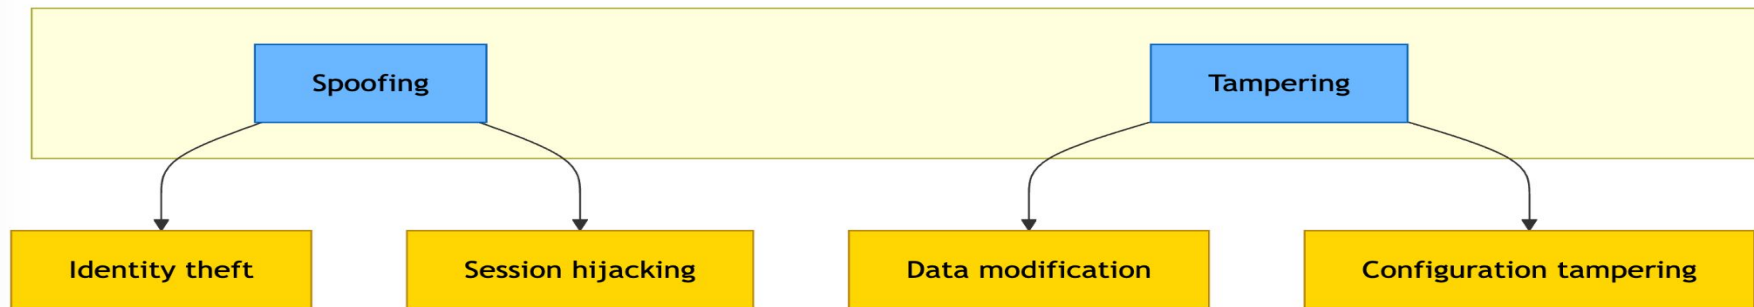 Spoofing
Tampering
Identity theft
Session hijacking
Data modification
Configuration tampering